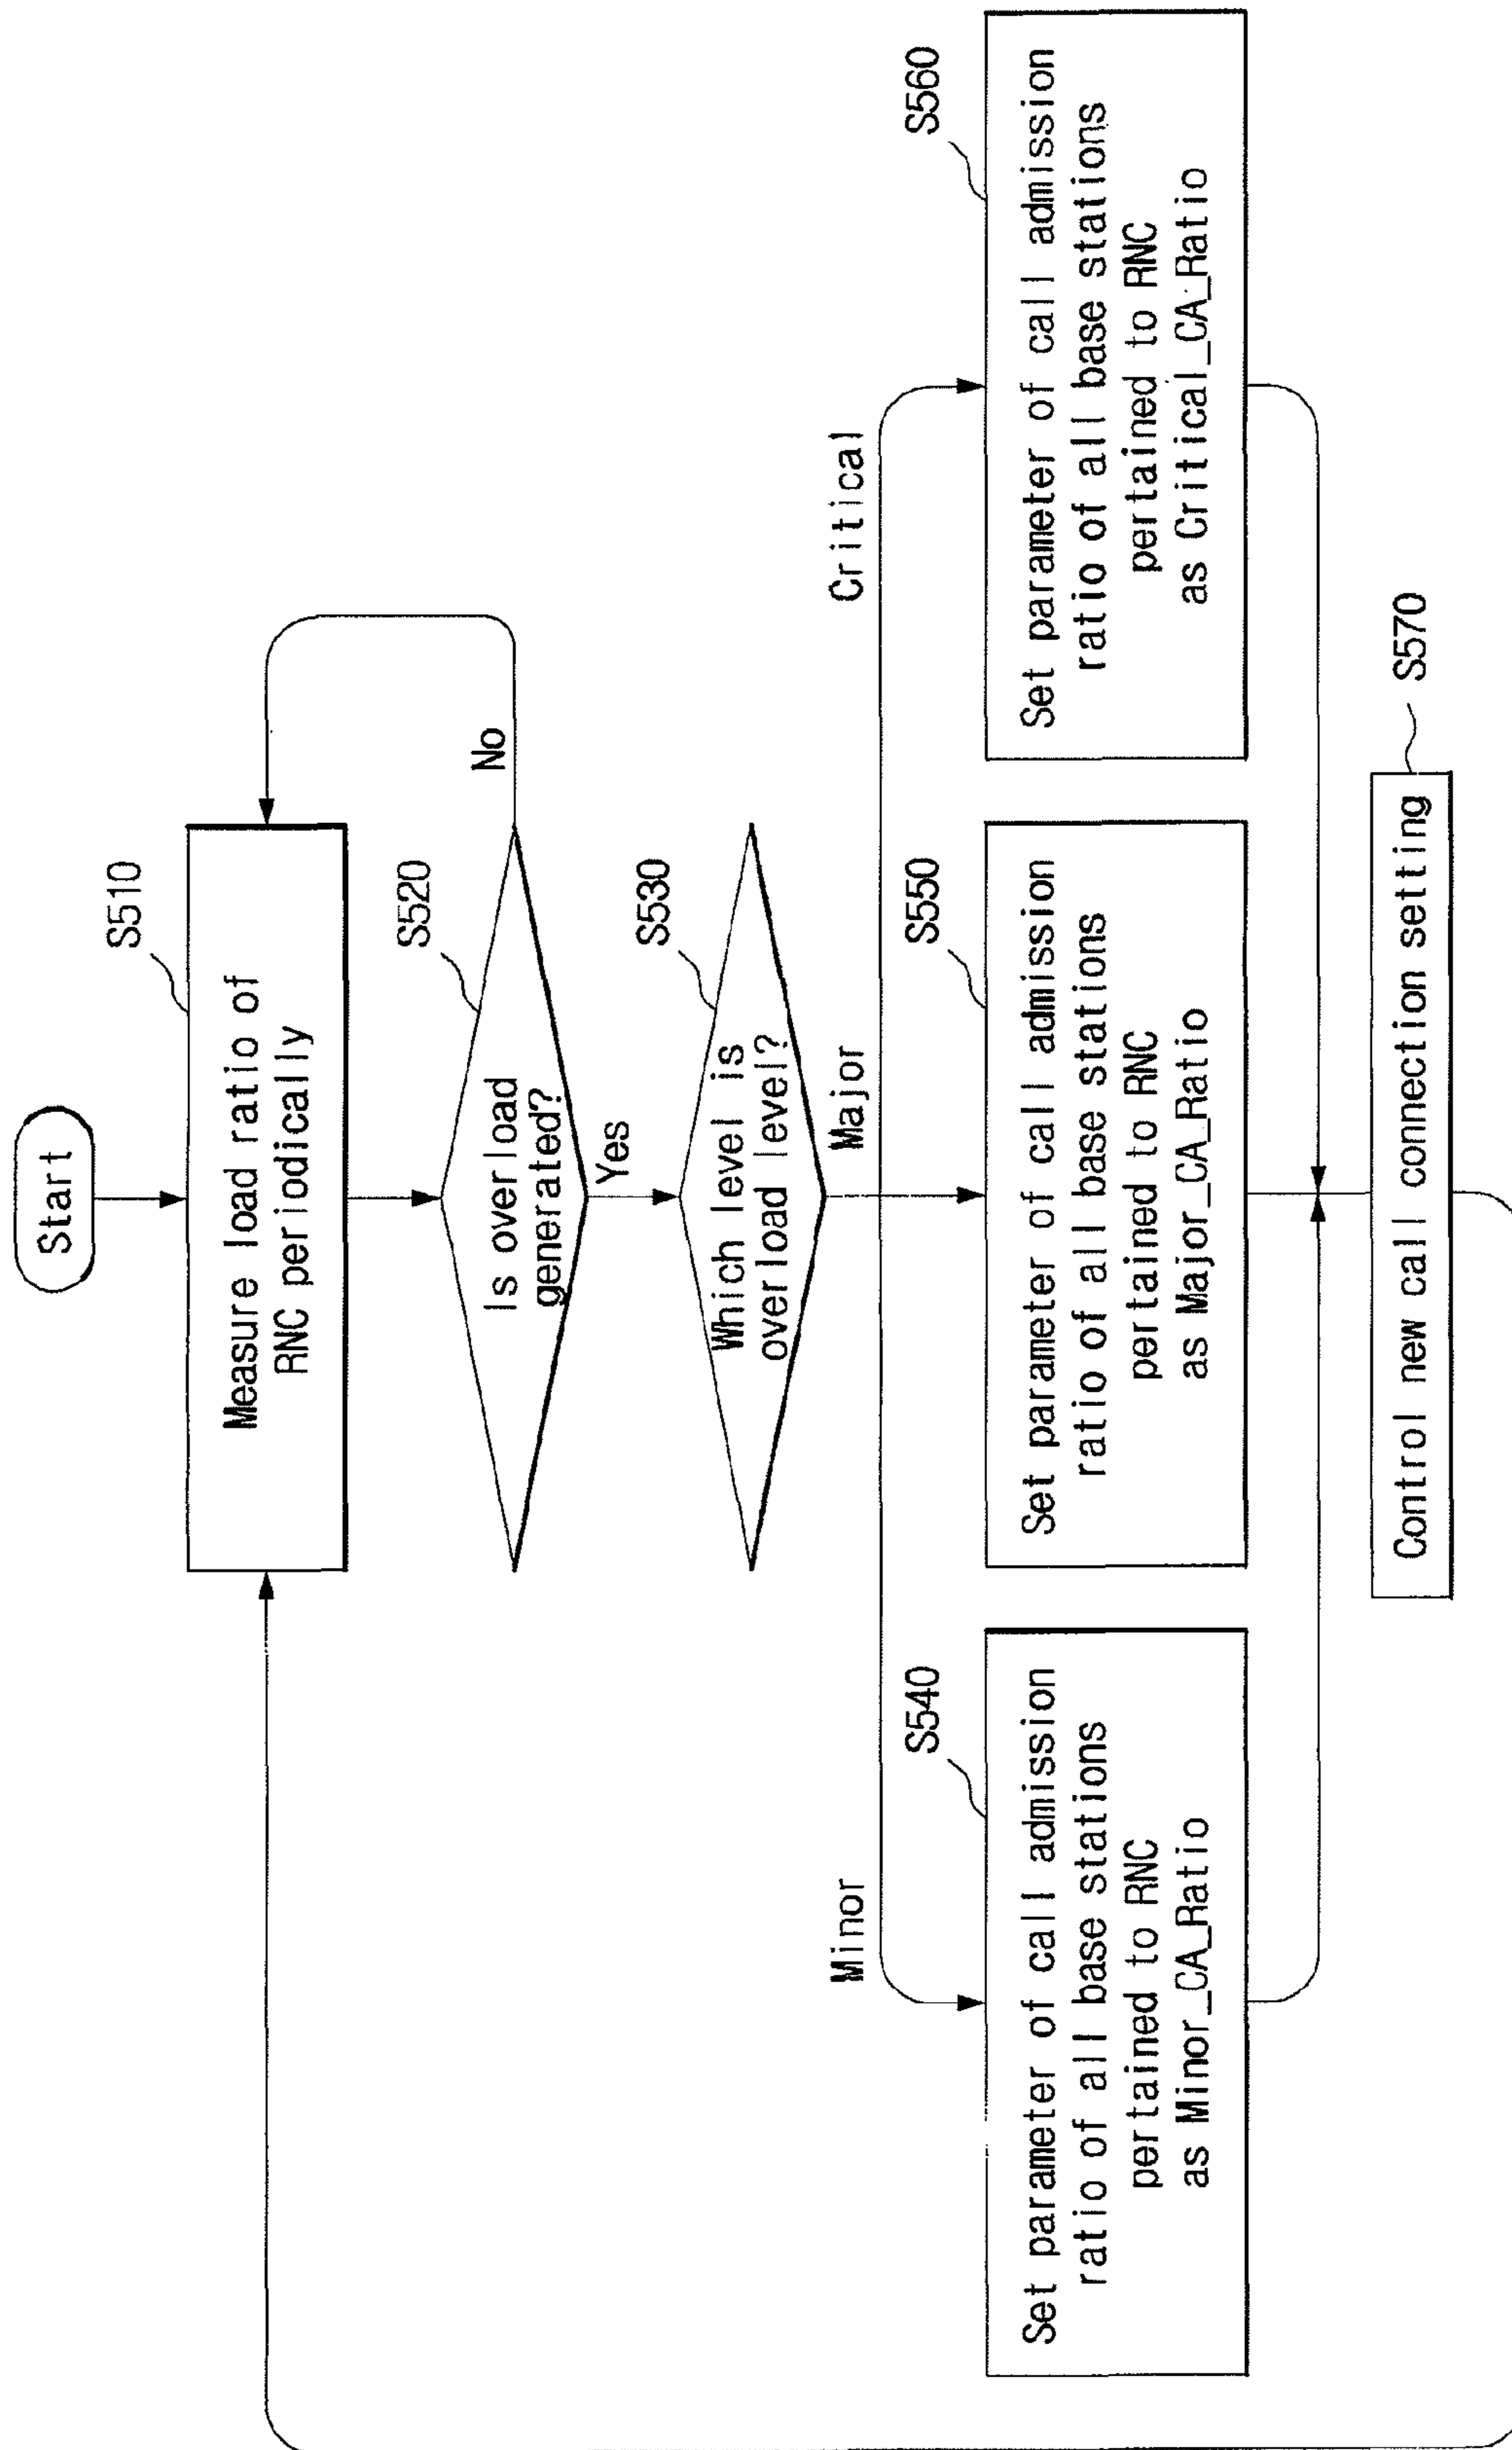 Start
S510
Measure load ratio of
RNC periodically
S520
Is overload
generated?
No
Yes
S530
Which level is
overload level?
Minor
Major
Critical
S540
Set parameter of call admission
ratio of all base stations
pertained to RNC
as Minor_CA_Ratio
S550
Set parameter of call admission
ratio of all base stations
pertained to RNC
as Major_CA_Ratio
S560
Set parameter of call admission
ratio of all base stations
pertained to RNC
as Critical_CA_Ratio
Control new call connection setting
S570